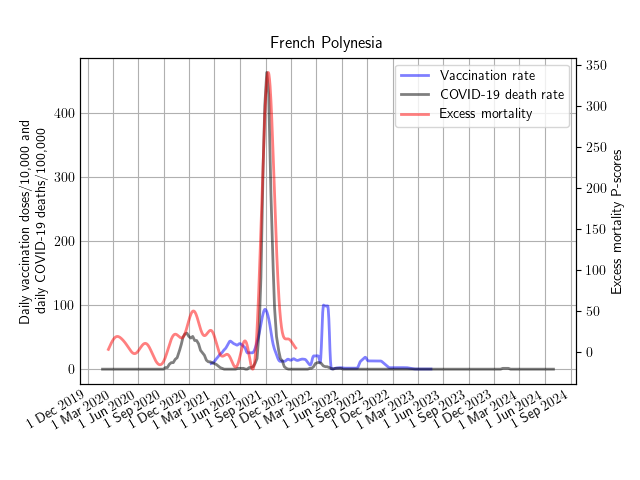 French Polynesia
Vaccination rate
COVID-19 death rate
Excess mortality
Daily vaccination doses/10,000 and
daily COVID-19 deaths/100,000
400
300
200
100
0
350
300
250
200
150
100
50
0
Excess mortality P-scores
1 Dec 2019
1 Mar 2020
1 Jun 2020
1 Sep 2020
1 Dec 2020
1 Mar 2021
1 Jun 2021
1 Sep 2021
1 Dec 2021
1 Mar 2022
1 Jun 2022
1 Sep 2022
1 Dec 2022
1 Mar 2023
1 Jun 2023
1 Sep 2023
1 Dec 2023
1 Mar 2024
1 Jun 2024
1 Sep 2024